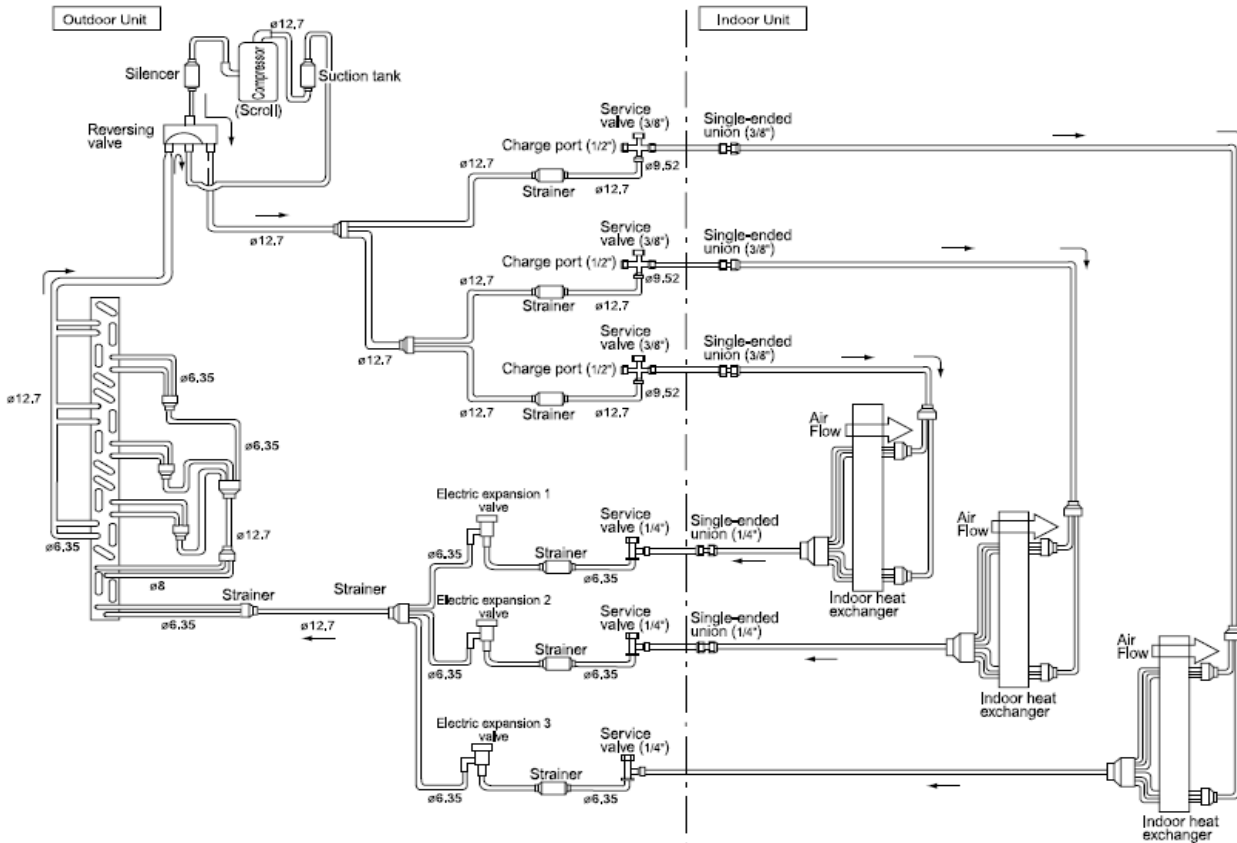 Outdoor Unit
Indoor Unit
ø12,7
Silencer
Compressor
(Scroll)
Suction tank
Reversing
valve
Service
valve (3/8")
Single-ended
union (3/8")
Charge port (1/2")
ø12,7
ø9,52
Strainer
ø12,7
ø12,7
Service
valve (3/8")
Single-ended
union (3/8")
Charge port (1/2")
ø12,7
ø9,52
Strainer
ø12,7
ø12,7
Service
valve (3/8")
Single-ended
union (3/8")
Charge port (1/2")
ø9,52
ø12,7
Strainer
ø12,7
ø12,7
ø6,35
ø6,35
ø12,7
ø6,35
ø8
Air
Flow
Air
Flow
Air
Flow
Electric expansion 1
valve
Service
valve (1/4")
Single-ended
union (1/4")
ø6,35
Strainer
ø6,35
Indoor heat
exchanger
Strainer
Strainer
ø6,35
ø12,7
Electric expansion 2
valve
Service
valve (1/4")
Single-ended
union (1/4")
ø6,35
Strainer
ø6,35
Indoor heat
exchanger
Electric expansion 3
valve
Service
valve (1/4")
ø6,35
Strainer
ø6,35
Indoor heat
exchanger